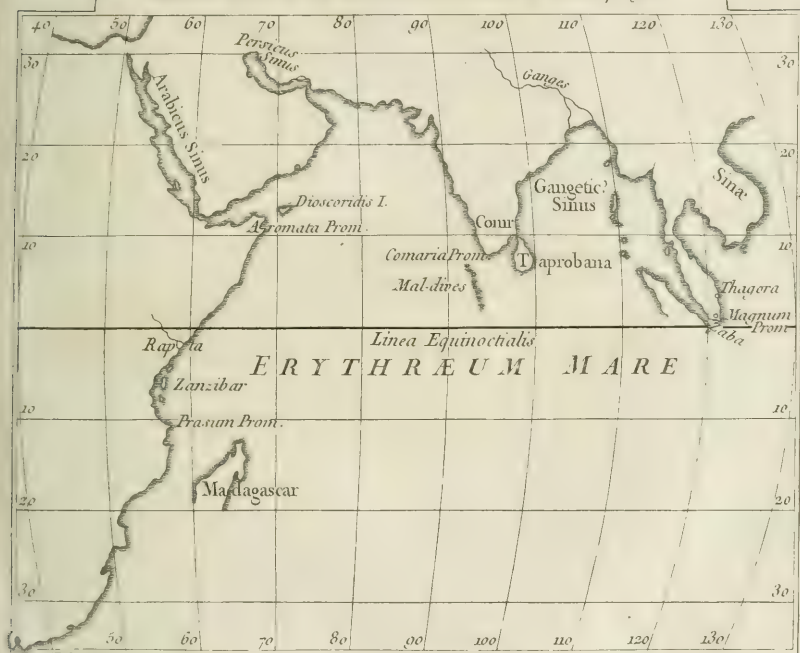 40 50 60 70 80 90 100 110 120 130
30 30
Persicus
Sinus
Ganges
Arabicus Sinus
20 20
Sinæ
Gangetic?
Sinus
Dioscoridis I.
Comr
Aromata Prom.
10 10
Comaria Prom.
Taprobana
Mal-dives
Thagora
Magnum
Prom
Zaba
Linea Equinoctialis
Rapta
ERYTHRÆUM MARE
Zanzibar
10 10
Prasum Prom.
Madagascar
20 20
30 30
50 60 70 80 90 100 110 120 130